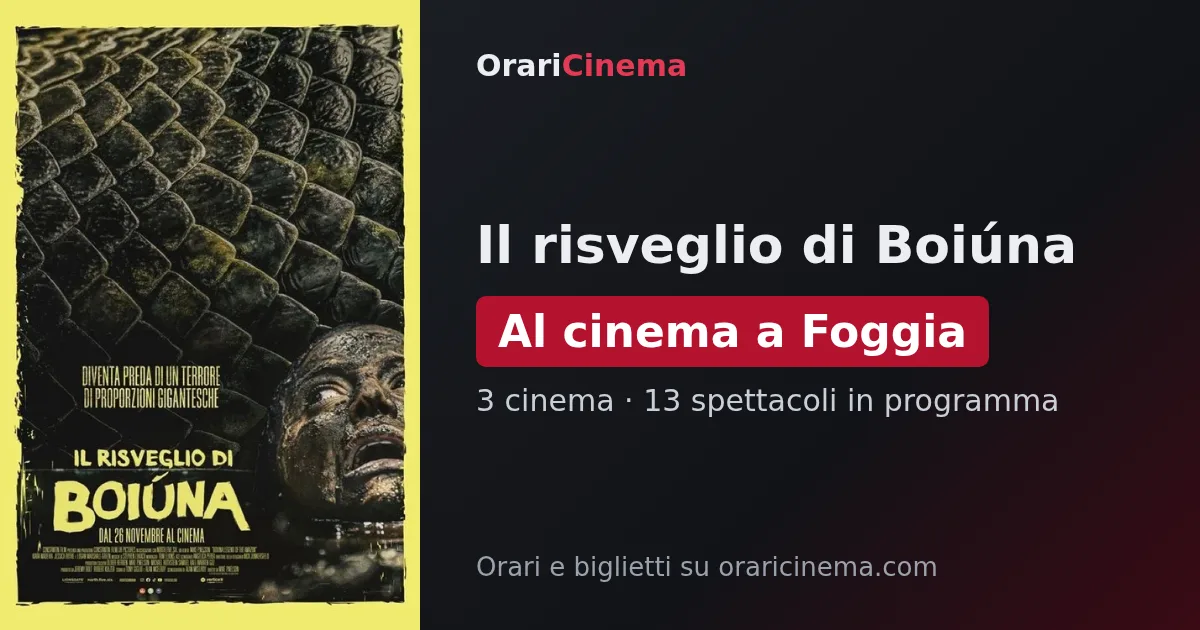 DIVENTA PREDA DI UN TERRORE
DI PROPORZIONI GIGANTESCHE
IL RISVEGLIO DI
BOIÚNA
DAL 26 NOVEMBRE AL CINEMA
OrariCinema
Il risveglio di Boiúna
Al cinema a Foggia
3 cinema · 13 spettacoli in programma
Orari e biglietti su oraricinema.com